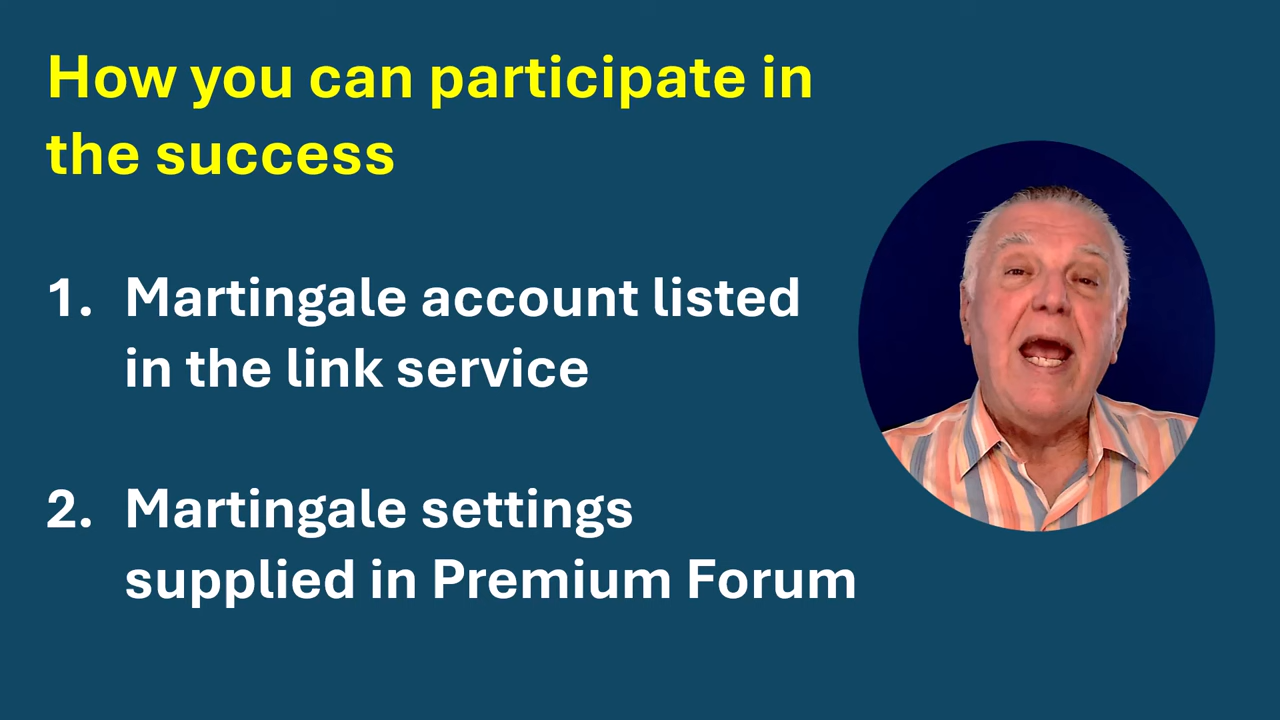 How you can participate in
the success
1. Martingale account listed
in the link service
2. Martingale settings
supplied in Premium Forum